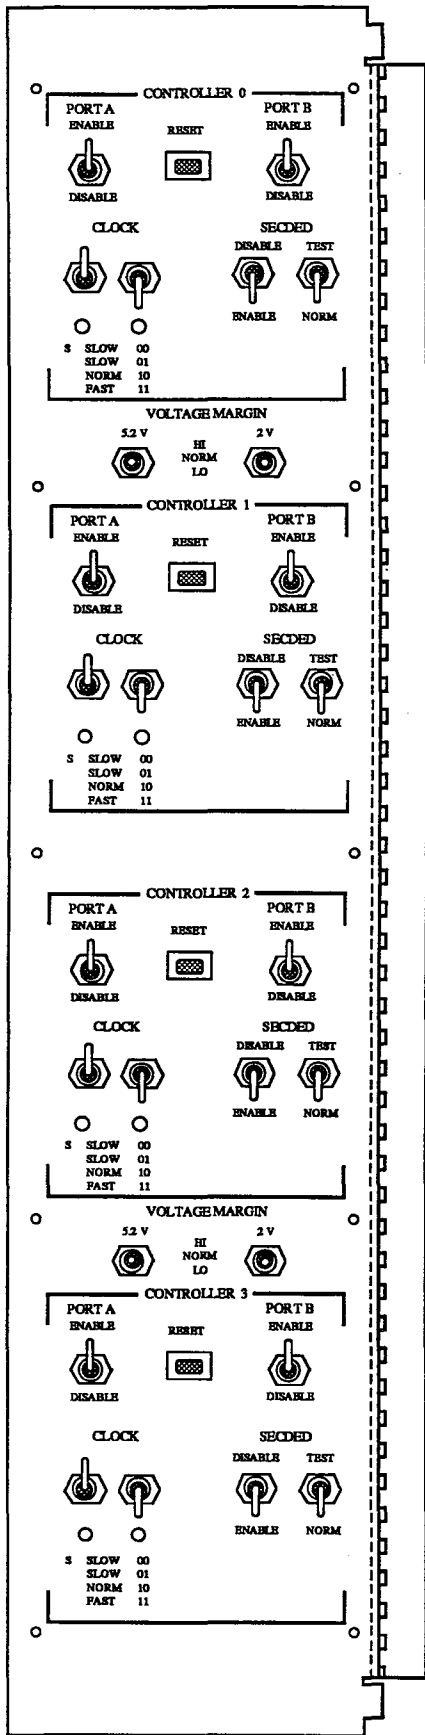 CONTROLLER 0
PORT A PORT B
ENABLE RESET ENABLE
DISABLE DISABLE
CLOCK SECDED
DISABLE TEST
ENABLE NORM
S SLOW 00
SLOW 01
NORM 10
FAST 11
VOLTAGE MARGIN
5.2 V HI 2 V
NORM
LO
CONTROLLER 1
PORT A PORT B
ENABLE RESET ENABLE
DISABLE DISABLE
CLOCK SECDED
DISABLE TEST
ENABLE NORM
S SLOW 00
SLOW 01
NORM 10
FAST 11
CONTROLLER 2
PORT A PORT B
ENABLE RESET ENABLE
DISABLE DISABLE
CLOCK SECDED
DISABLE TEST
ENABLE NORM
S SLOW 00
SLOW 01
NORM 10
FAST 11
VOLTAGE MARGIN
5.2 V HI 2 V
NORM
LO
CONTROLLER 3
PORT A PORT B
ENABLE RESET ENABLE
DISABLE DISABLE
CLOCK SECDED
DISABLE TEST
ENABLE NORM
S SLOW 00
SLOW 01
NORM 10
FAST 11